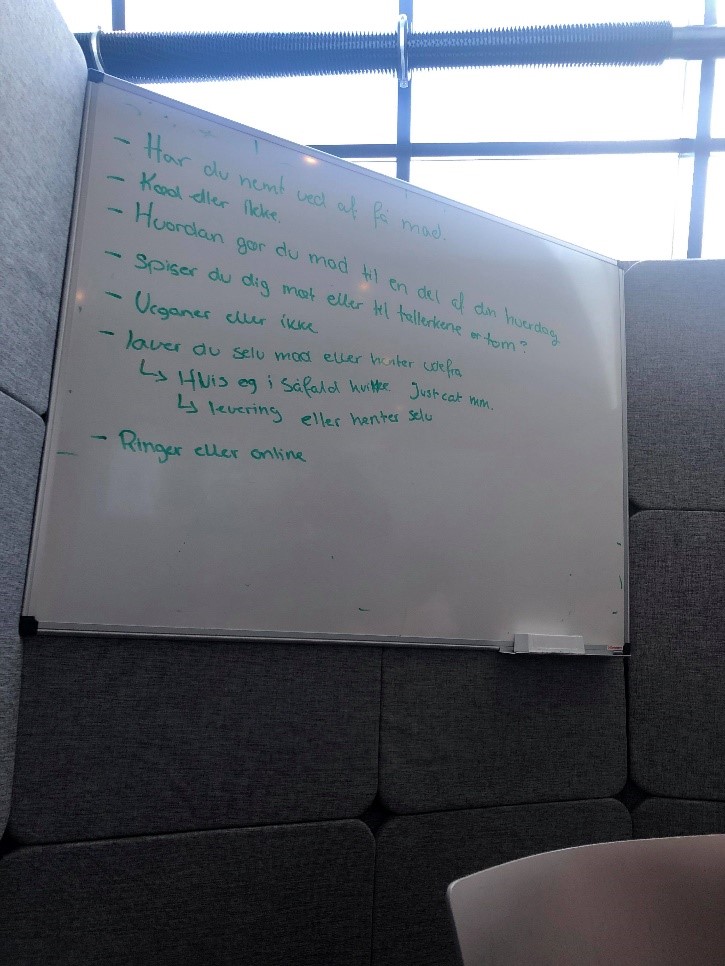 - Har du nemt ved at få mad.
- Kød eller ikke.
- Hvordan gør du mad til en del af din hverdag
- Spiser du dig mæt eller til tallerkene er tom?
- Veganer eller ikke
- laver du selv mad eller henter udefra
↳ Hvis og i såfald hvilke Justeat mm.
↳ levering eller henter selv
- Ringer eller online
-